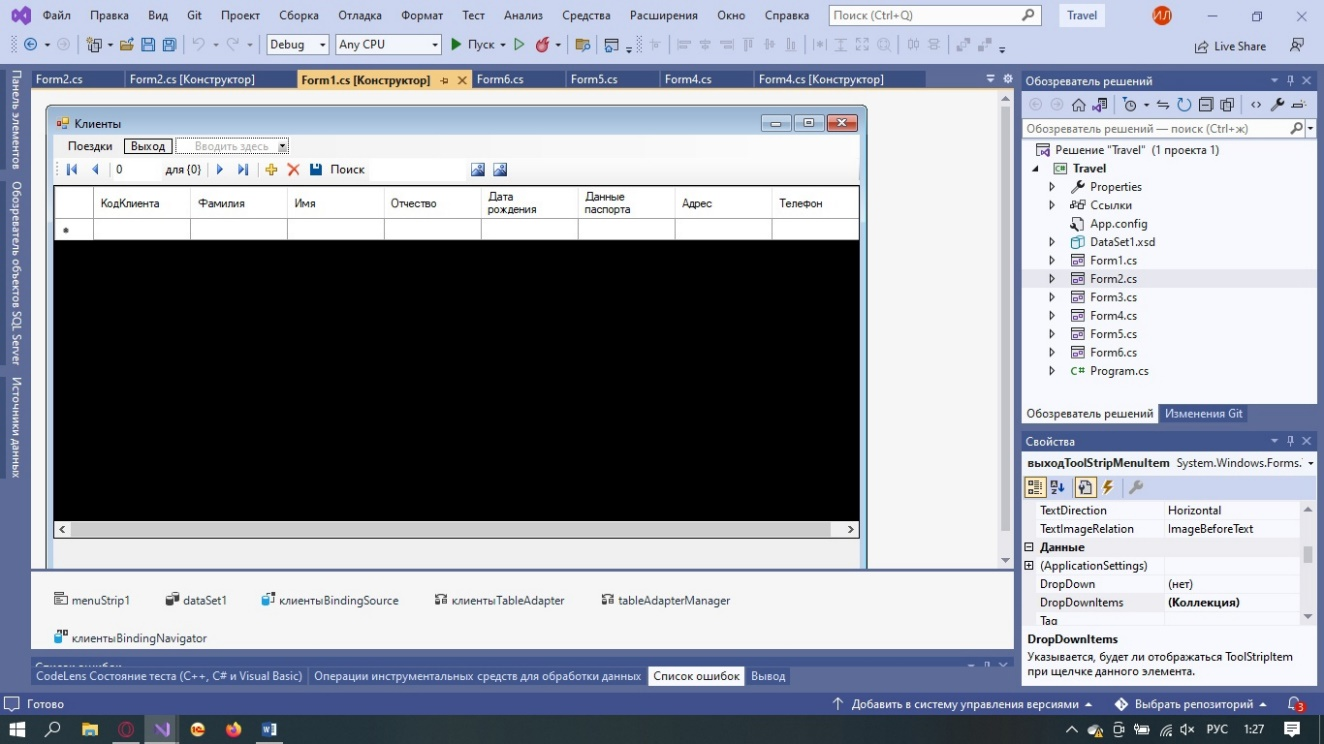 Файл Правка Вид Git Проект Сборка Отладка Формат Тест Анализ Средства Расширения Окно Справка Поиск (Ctrl+Q) Travel ИЛ
Debug Any CPU Пуск Live Share
Form2.cs Form2.cs [Конструктор] Form1.cs [Конструктор] Form6.cs Form5.cs Form4.cs Form4.cs [Конструктор]
Панель элементов
Обозреватель объектов SQL Server
Источники данных
Клиенты
Поездки Выход Вводить здесь
0 для {0} Поиск
КодКлиента Фамилия Имя Отчество Дата рождения Данные паспорта Адрес Телефон
menuStrip1 dataSet1 клиентыBindingSource клиентыTableAdapter tableAdapterManager
клиентыBindingNavigator
Обозреватель решений
Обозреватель решений — поиск (Ctrl+ж)
Решение "Travel" (1 проекта 1)
Travel
Properties
Ссылки
App.config
DataSet1.xsd
Form1.cs
Form2.cs
Form3.cs
Form4.cs
Form5.cs
Form6.cs
C# Program.cs
Обозреватель решений Изменения Git
Свойства
выходToolStripMenuItem System.Windows.Forms.
TextDirection Horizontal
TextImageRelation ImageBeforeText
Данные
(ApplicationSettings)
DropDown (нет)
DropDownItems (Коллекция)
Tag
DropDownItems
Указывается, будет ли отображаться ToolStripItem
при щелчке данного элемента.
Список ошибок
CodeLens Состояние теста (C++, C# и Visual Basic) Операции инструментальных средств для обработки данных Список ошибок Вывод
Готово Добавить в систему управления версиями Выбрать репозиторий 3
РУС 1:27